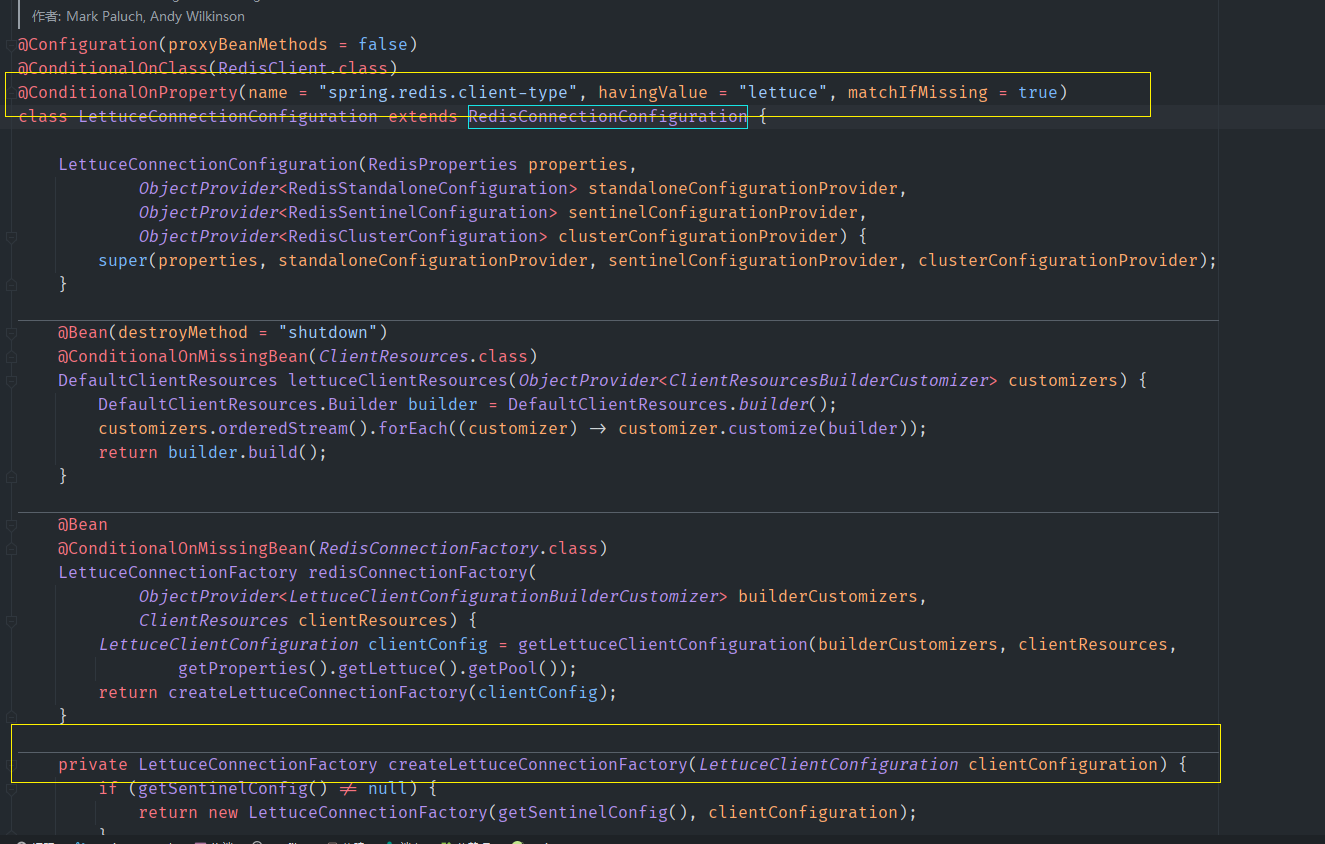 作者: Mark Paluch, Andy Wilkinson
@Configuration(proxyBeanMethods = false)
@ConditionalOnClass(RedisClient.class)
@ConditionalOnProperty(name = "spring.redis.client-type", havingValue = "lettuce", matchIfMissing = true)
class LettuceConnectionConfiguration extends RedisConnectionConfiguration {
LettuceConnectionConfiguration(RedisProperties properties,
ObjectProvider<RedisStandaloneConfiguration> standaloneConfigurationProvider,
ObjectProvider<RedisSentinelConfiguration> sentinelConfigurationProvider,
ObjectProvider<RedisClusterConfiguration> clusterConfigurationProvider) {
super(properties, standaloneConfigurationProvider, sentinelConfigurationProvider, clusterConfigurationProvider);
}
@Bean(destroyMethod = "shutdown")
@ConditionalOnMissingBean(ClientResources.class)
DefaultClientResources lettuceClientResources(ObjectProvider<ClientResourcesBuilderCustomizer> customizers) {
DefaultClientResources.Builder builder = DefaultClientResources.builder();
customizers.orderedStream().forEach((customizer) → customizer.customize(builder));
return builder.build();
}
@Bean
@ConditionalOnMissingBean(RedisConnectionFactory.class)
LettuceConnectionFactory redisConnectionFactory(
ObjectProvider<LettuceClientConfigurationBuilderCustomizer> builderCustomizers,
ClientResources clientResources) {
LettuceClientConfiguration clientConfig = getLettuceClientConfiguration(builderCustomizers, clientResources,
getProperties().getLettuce().getPool());
return createLettuceConnectionFactory(clientConfig);
}
private LettuceConnectionFactory createLettuceConnectionFactory(LettuceClientConfiguration clientConfiguration) {
if (getSentinelConfig() ≠ null) {
return new LettuceConnectionFactory(getSentinelConfig(), clientConfiguration);
}